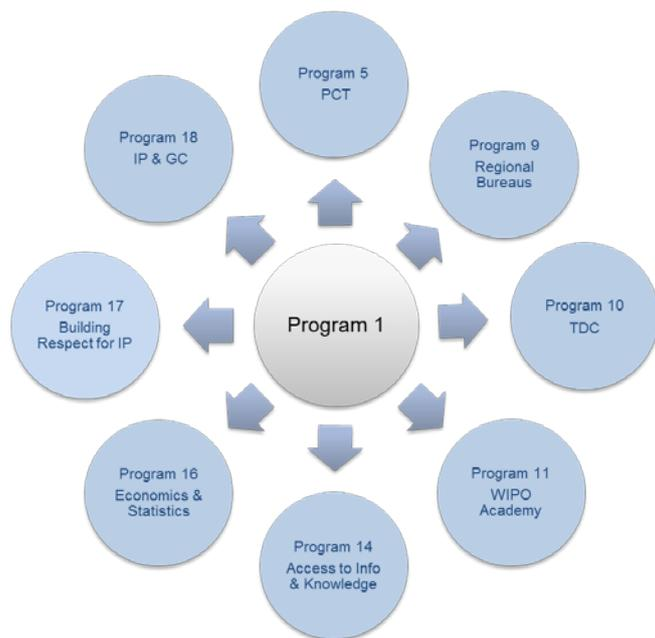 Program 5
PCT
Program 18
IP & GC
Program 9
Regional
Bureaus
Program 17
Building
Respect for IP
Program 1
Program 10
TDC
Program 16
Economics &
Statistics
Program 11
WIPO
Academy
Program 14
Access to Info
& Knowledge